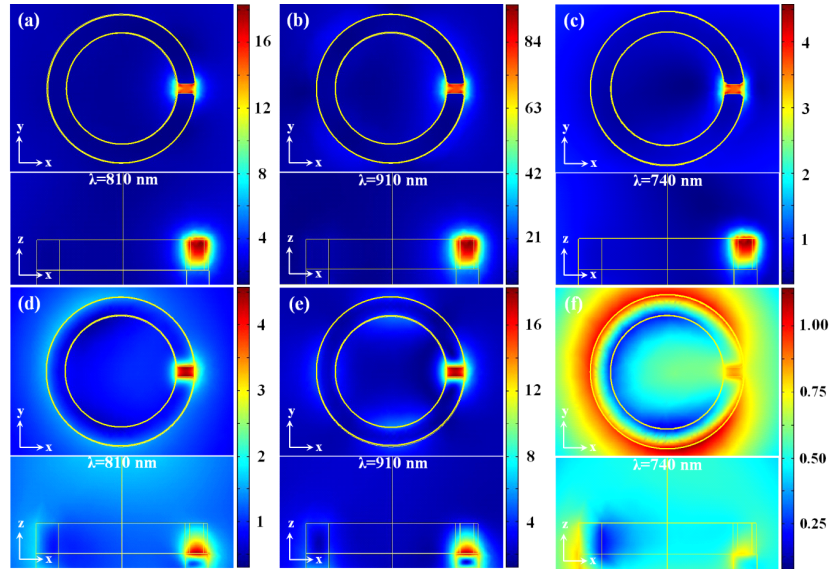 (a)
16
12
8
4
y
x
λ=810 nm
z
x
(b)
84
63
42
21
y
x
λ=910 nm
z
x
(c)
4
3
2
1
y
x
λ=740 nm
z
x
(d)
4
3
2
1
y
x
λ=810 nm
z
x
(e)
16
12
8
4
y
x
λ=910 nm
z
x
(f)
1.00
0.75
0.50
0.25
y
x
λ=740 nm
z
x